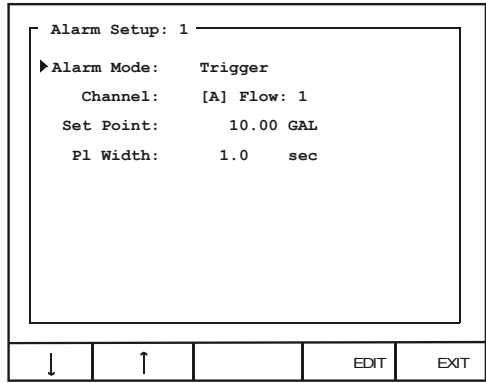 Alarm Setup: 1
Alarm Mode: Trigger
Channel: [A] Flow: 1
Set Point: 10.00 GAL
Pl Width: 1.0 sec
↓ ↑ EDIT EXIT